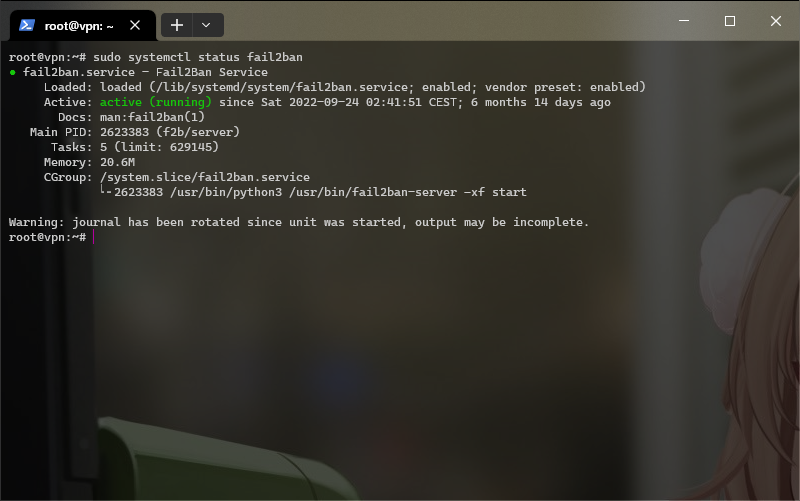 root@vpn: ~
root@vpn:~# sudo systemctl status fail2ban
● fail2ban.service - Fail2Ban Service
Loaded: loaded (/lib/systemd/system/fail2ban.service; enabled; vendor preset: enabled)
Active: active (running) since Sat 2022-09-24 02:41:51 CEST; 6 months 14 days ago
Docs: man:fail2ban(1)
Main PID: 2623383 (f2b/server)
Tasks: 5 (limit: 629145)
Memory: 20.6M
CGroup: /system.slice/fail2ban.service
└-2623383 /usr/bin/python3 /usr/bin/fail2ban-server -xf start
Warning: journal has been rotated since unit was started, output may be incomplete.
root@vpn:~#